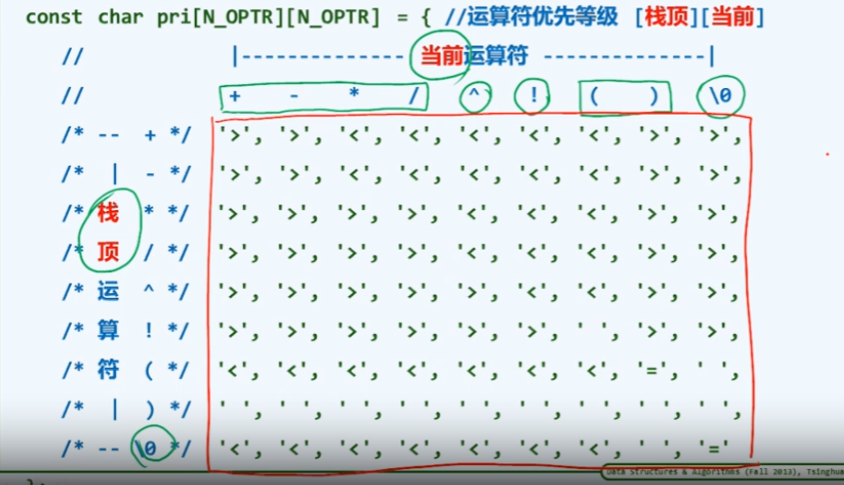 const char pri[N_OPTR][N_OPTR] = { //运算符优先等级 [栈顶][当前]
// |-------------- 当前运算符 --------------|
// + - * / ^ ! ( ) \0
/* -- + */ '>', '>', '<', '<', '<', '<', '<', '>', '>',
/* | - */ '>', '>', '<', '<', '<', '<', '<', '>', '>',
/* 栈 * */ '>', '>', '>', '>', '<', '<', '<', '>', '>',
/* 顶 / */ '>', '>', '>', '>', '<', '<', '<', '>', '>',
/* 运 ^ */ '>', '>', '>', '>', '>', '<', '<', '>', '>',
/* 算 ! */ '>', '>', '>', '>', '>', '>', ' ', '>', '>',
/* 符 ( */ '<', '<', '<', '<', '<', '<', '<', '=', ' ',
/* | ) */ ' ', ' ', ' ', ' ', ' ', ' ', ' ', ' ', ' ',
/* -- \0 */ '<', '<', '<', '<', '<', '<', '<', ' ', '='
Data Structures & Algorithms (Fall 2013), Tsinghua